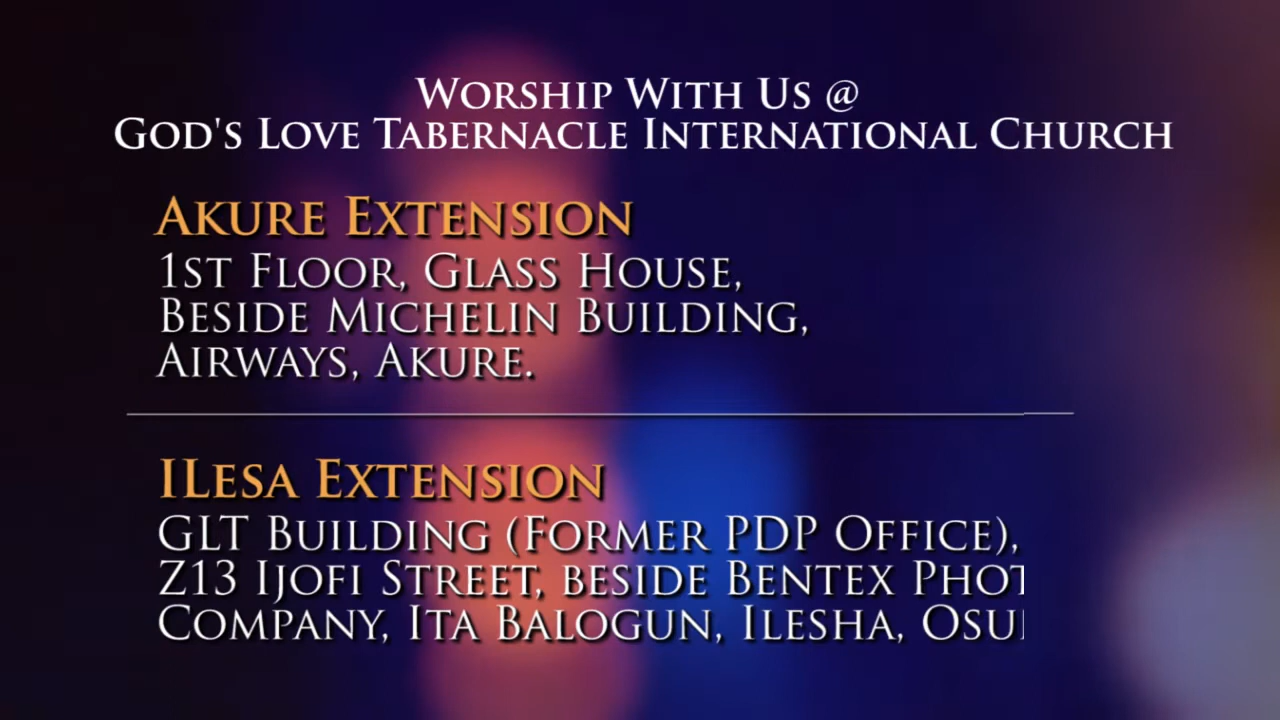 Worship With Us @
God's Love Tabernacle International Church
Akure Extension
1st Floor, Glass House,
Beside Michelin Building,
Airways, Akure.
ILesa Extension
GLT Building (Former PDP Office),
Z13 Ijofi Street, beside Bentex
Company, Ita Balogun, Ilesha,